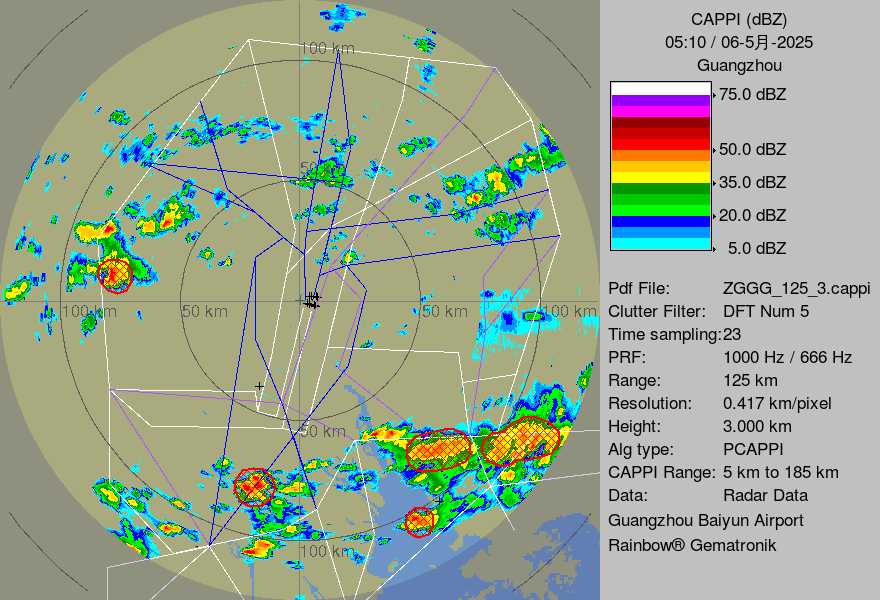 CAPPI (dBZ)
05:10 / 06-5月-2025
Guangzhou
75.0 dBZ
50.0 dBZ
35.0 dBZ
20.0 dBZ
5.0 dBZ
Pdf File: ZGGG_125_3.cappi
Clutter Filter: DFT Num 5
Time sampling:23
PRF: 1000 Hz / 666 Hz
Range: 125 km
Resolution: 0.417 km/pixel
Height: 3.000 km
Alg type: PCAPPI
CAPPI Range: 5 km to 185 km
Data: Radar Data
Guangzhou Baiyun Airport
Rainbow® Gematronik
100 km
50
100 km
50 km
50 km
100 km
50 km
100 km